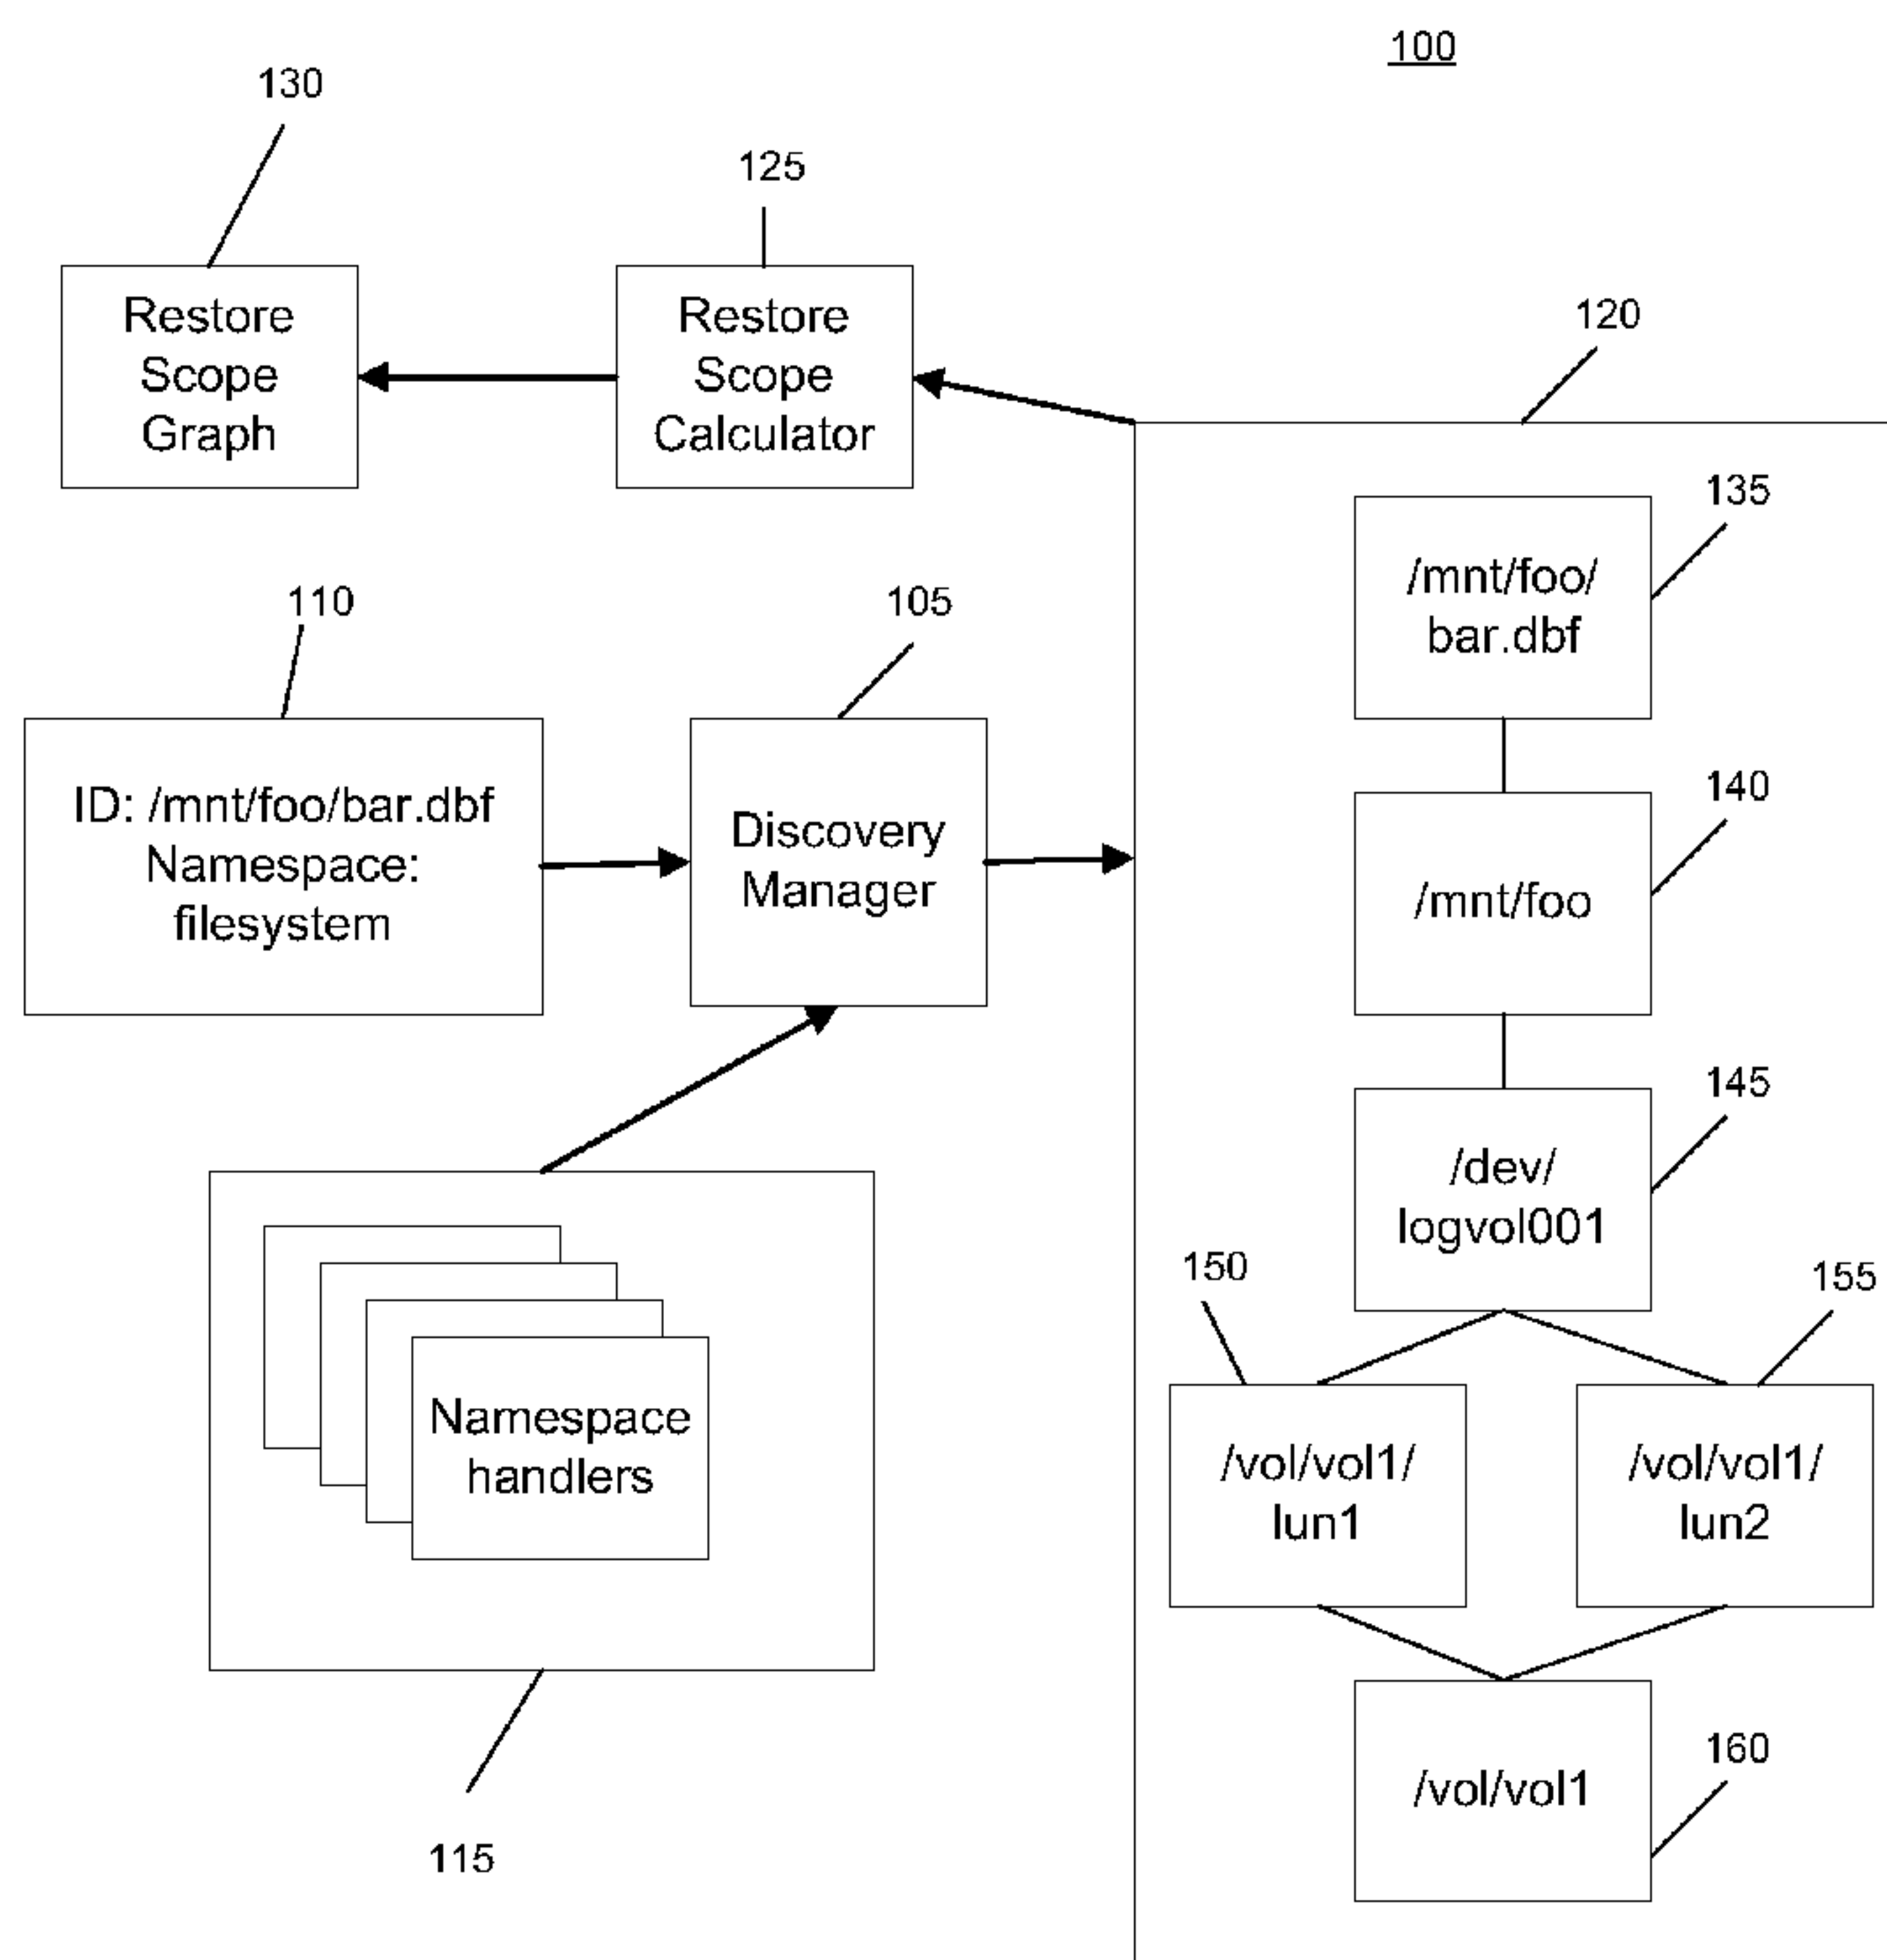 100
130
125
Restore
Scope
Graph
Restore
Scope
Calculator
120
135
/mnt/foo/
bar.dbf
110
105
ID: /mnt/foo/bar.dbf
Namespace:
filesystem
Discovery
Manager
140
/mnt/foo
145
/dev/
logvol001
150
155
Namespace
handlers
/vol/vol1/
lun1
/vol/vol1/
lun2
160
/vol/vol1
115